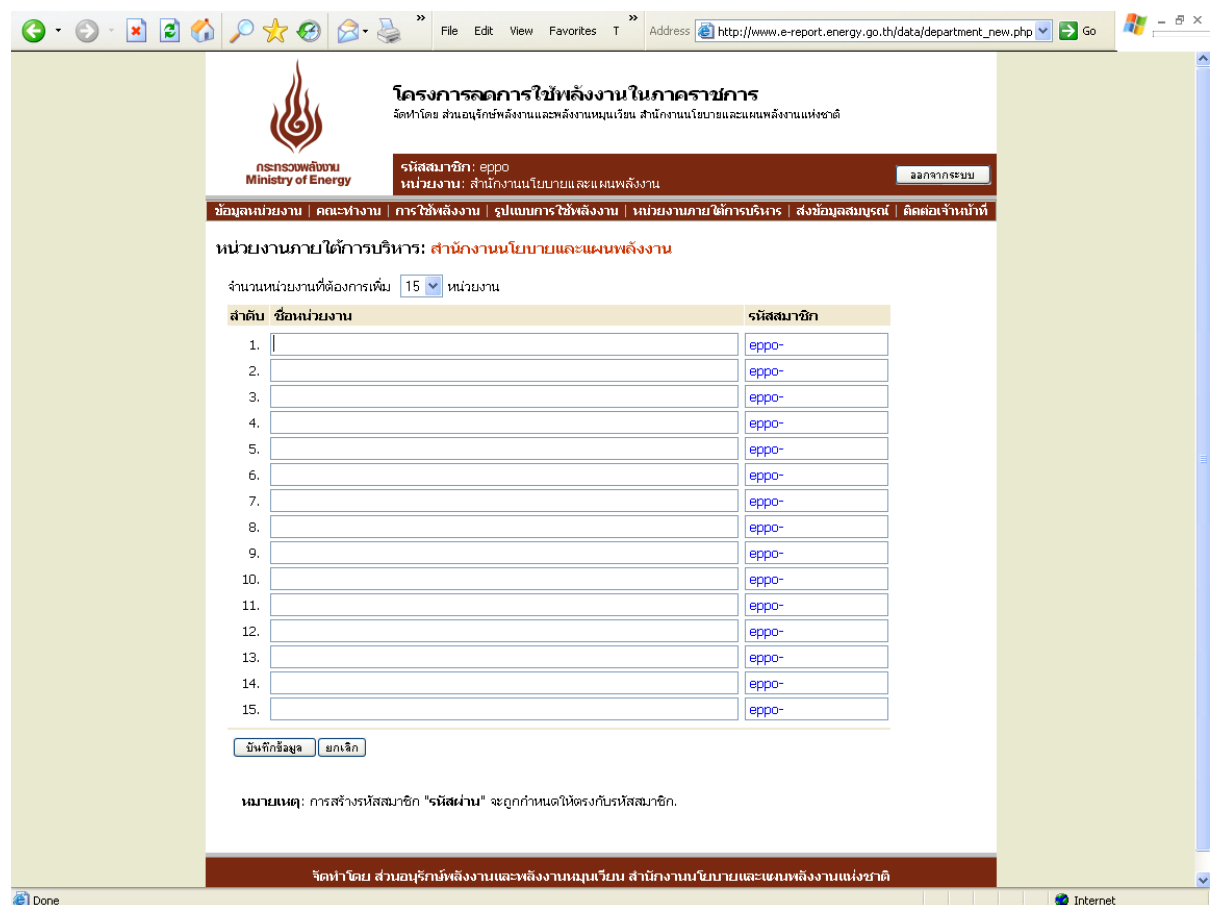 File Edit View Favorites T Address http://www.e-report.energy.go.th/data/department_new.php Go
โครงการลดการใช้พลังงานในภาคราชการ
จัดทำโดย ส่วนอนุรักษ์พลังงานและพลังงานหมุนเวียน สำนักงานนโยบายและแผนพลังงานแห่งชาติ
กระทรวงพลังงาน
Ministry of Energy
รหัสสมาชิก: eppo
หน่วยงาน: สำนักงานนโยบายและแผนพลังงาน
ออกจากระบบ
ข้อมูลหน่วยงาน | คณะทำงาน | การใช้พลังงาน | รูปแบบการใช้พลังงาน | หน่วยงานภายใต้การบริหาร | ส่งข้อมูลสมบูรณ์ | ติดต่อเจ้าหน้าที่
หน่วยงานภายใต้การบริหาร: สำนักงานนโยบายและแผนพลังงาน
จำนวนหน่วยงานที่ต้องการเพิ่ม 15 หน่วยงาน
ลำดับ ชื่อหน่วยงาน รหัสสมาชิก
1. eppo-
2. eppo-
3. eppo-
4. eppo-
5. eppo-
6. eppo-
7. eppo-
8. eppo-
9. eppo-
10. eppo-
11. eppo-
12. eppo-
13. eppo-
14. eppo-
15. eppo-
บันทึกข้อมูล ยกเลิก
หมายเหตุ: การสร้างรหัสสมาชิก "รหัสผ่าน" จะถูกกำหนดให้ตรงกับรหัสสมาชิก.
จัดทำโดย ส่วนอนุรักษ์พลังงานและพลังงานหมุนเวียน สำนักงานนโยบายและแผนพลังงานแห่งชาติ
Done Internet